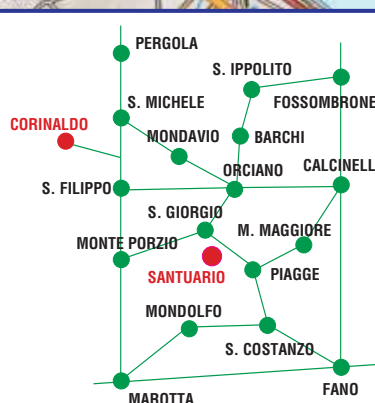 PERGOLA
S. IPPOLITO
S. MICHELE
FOSSOMBRONE
CORINALDO
MONDAVIO
BARCHI
ORCIANO
CALCINELL
S. FILIPPO
S. GIORGIO
M. MAGGIORE
MONTE PORZIO
SANTUARIO
PIAGGE
MONDOLFO
S. COSTANZO
FANO
MAROTTA